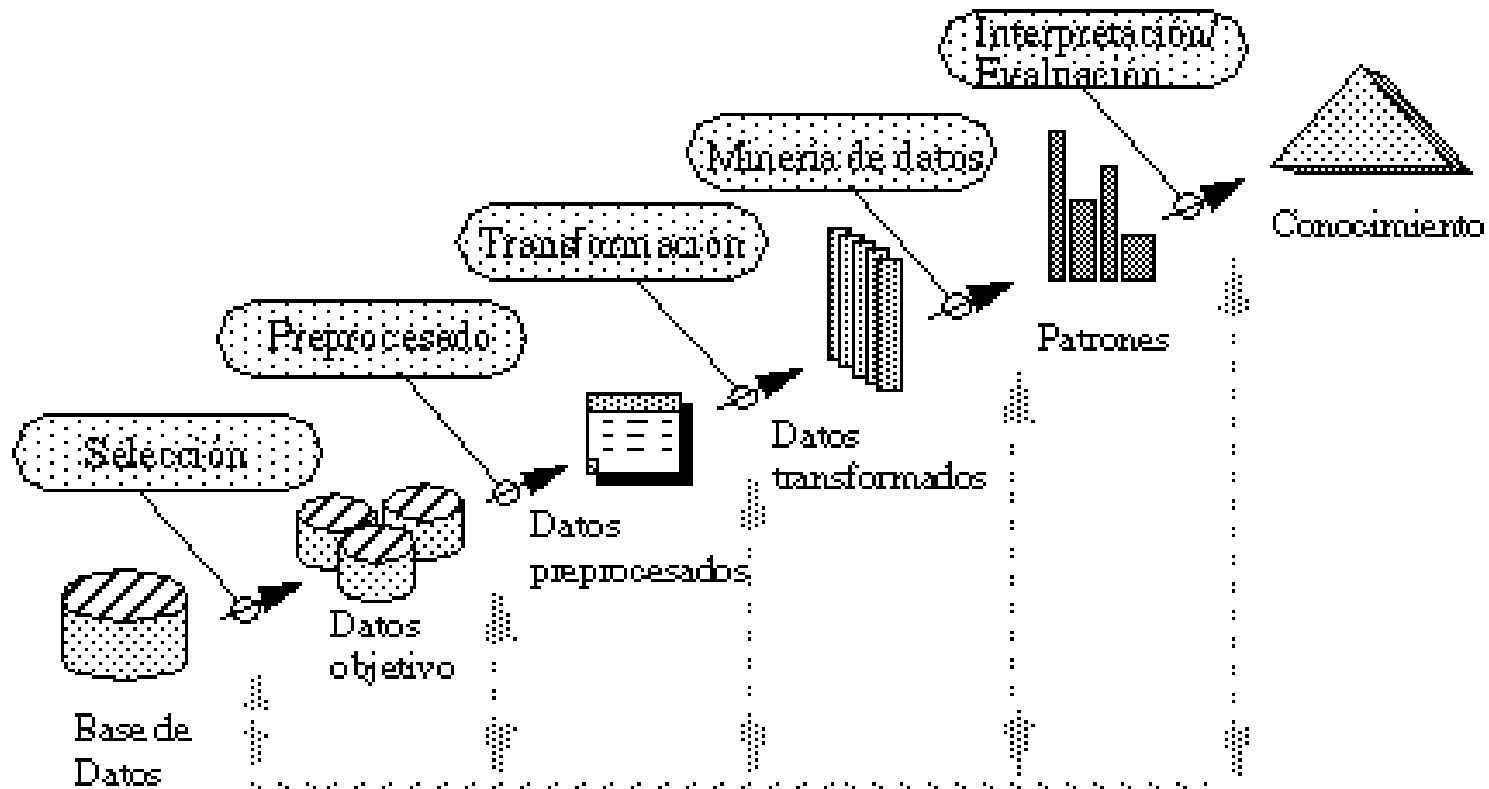 Interpretación/
Evaluación
Minería de datos
Conocimiento
Transformación
Preprocesado
Patrones
Selección
Datos
transformados
Datos
preprocesados
Datos
objetivo
Base de
Datos